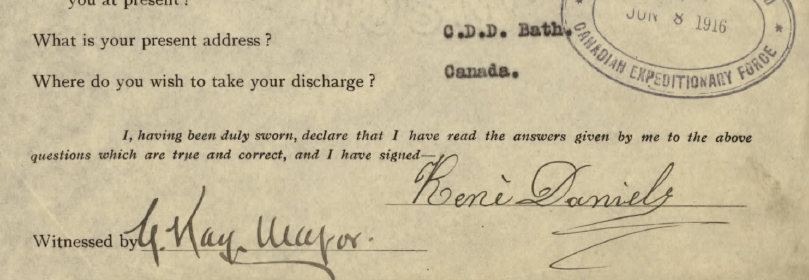 you at present ?
JUN 8 1916
What is your present address ?
C.D.D. Bath.
CANADIAN EXPEDITIONARY FORCE
Where do you wish to take your discharge ?
Canada.
I, having been duly sworn, declare that I have read the answers given by me to the above
questions which are true and correct, and I have signed—
Renè Daniels
Witnessed by G. Kay. Major.